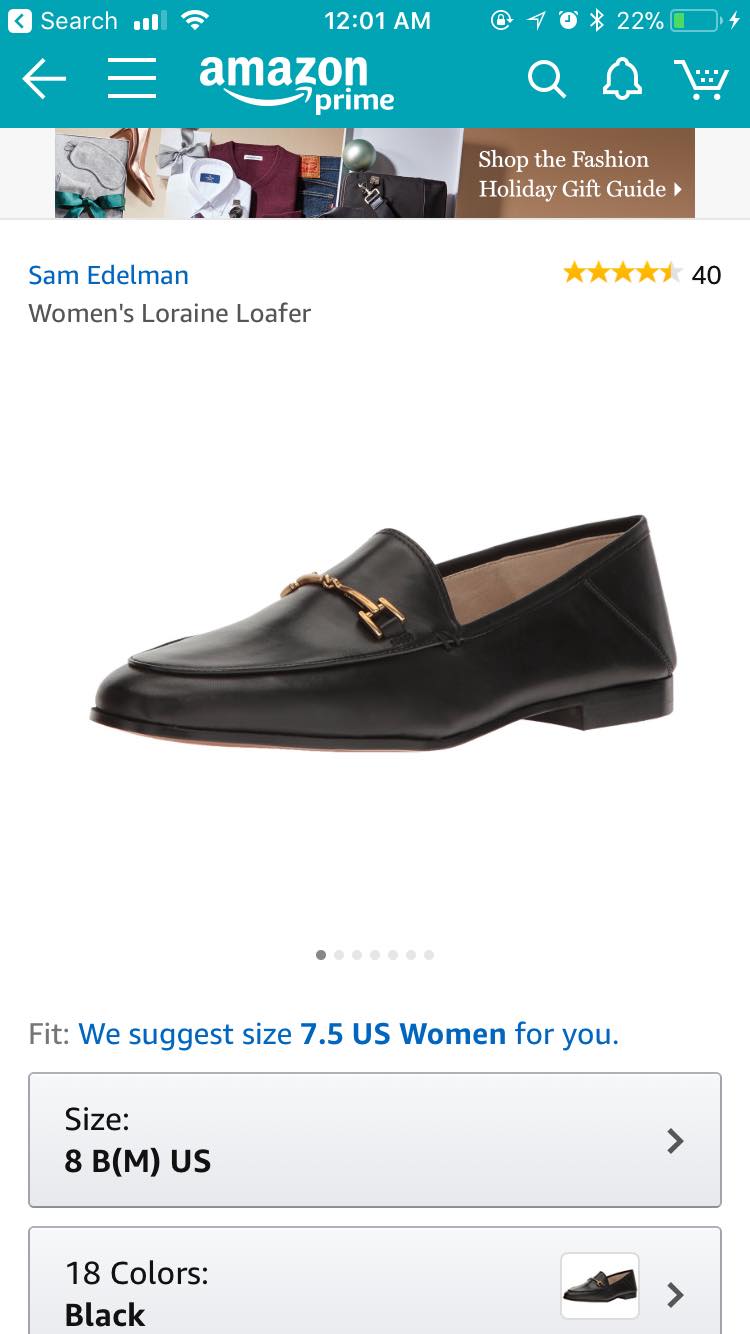 Search
12:01 AM
22%
amazon
prime
Shop the Fashion
Holiday Gift Guide
Sam Edelman
40
Women's Loraine Loafer
Fit: We suggest size 7.5 US Women for you.
Size:
8 B(M) US
18 Colors:
Black